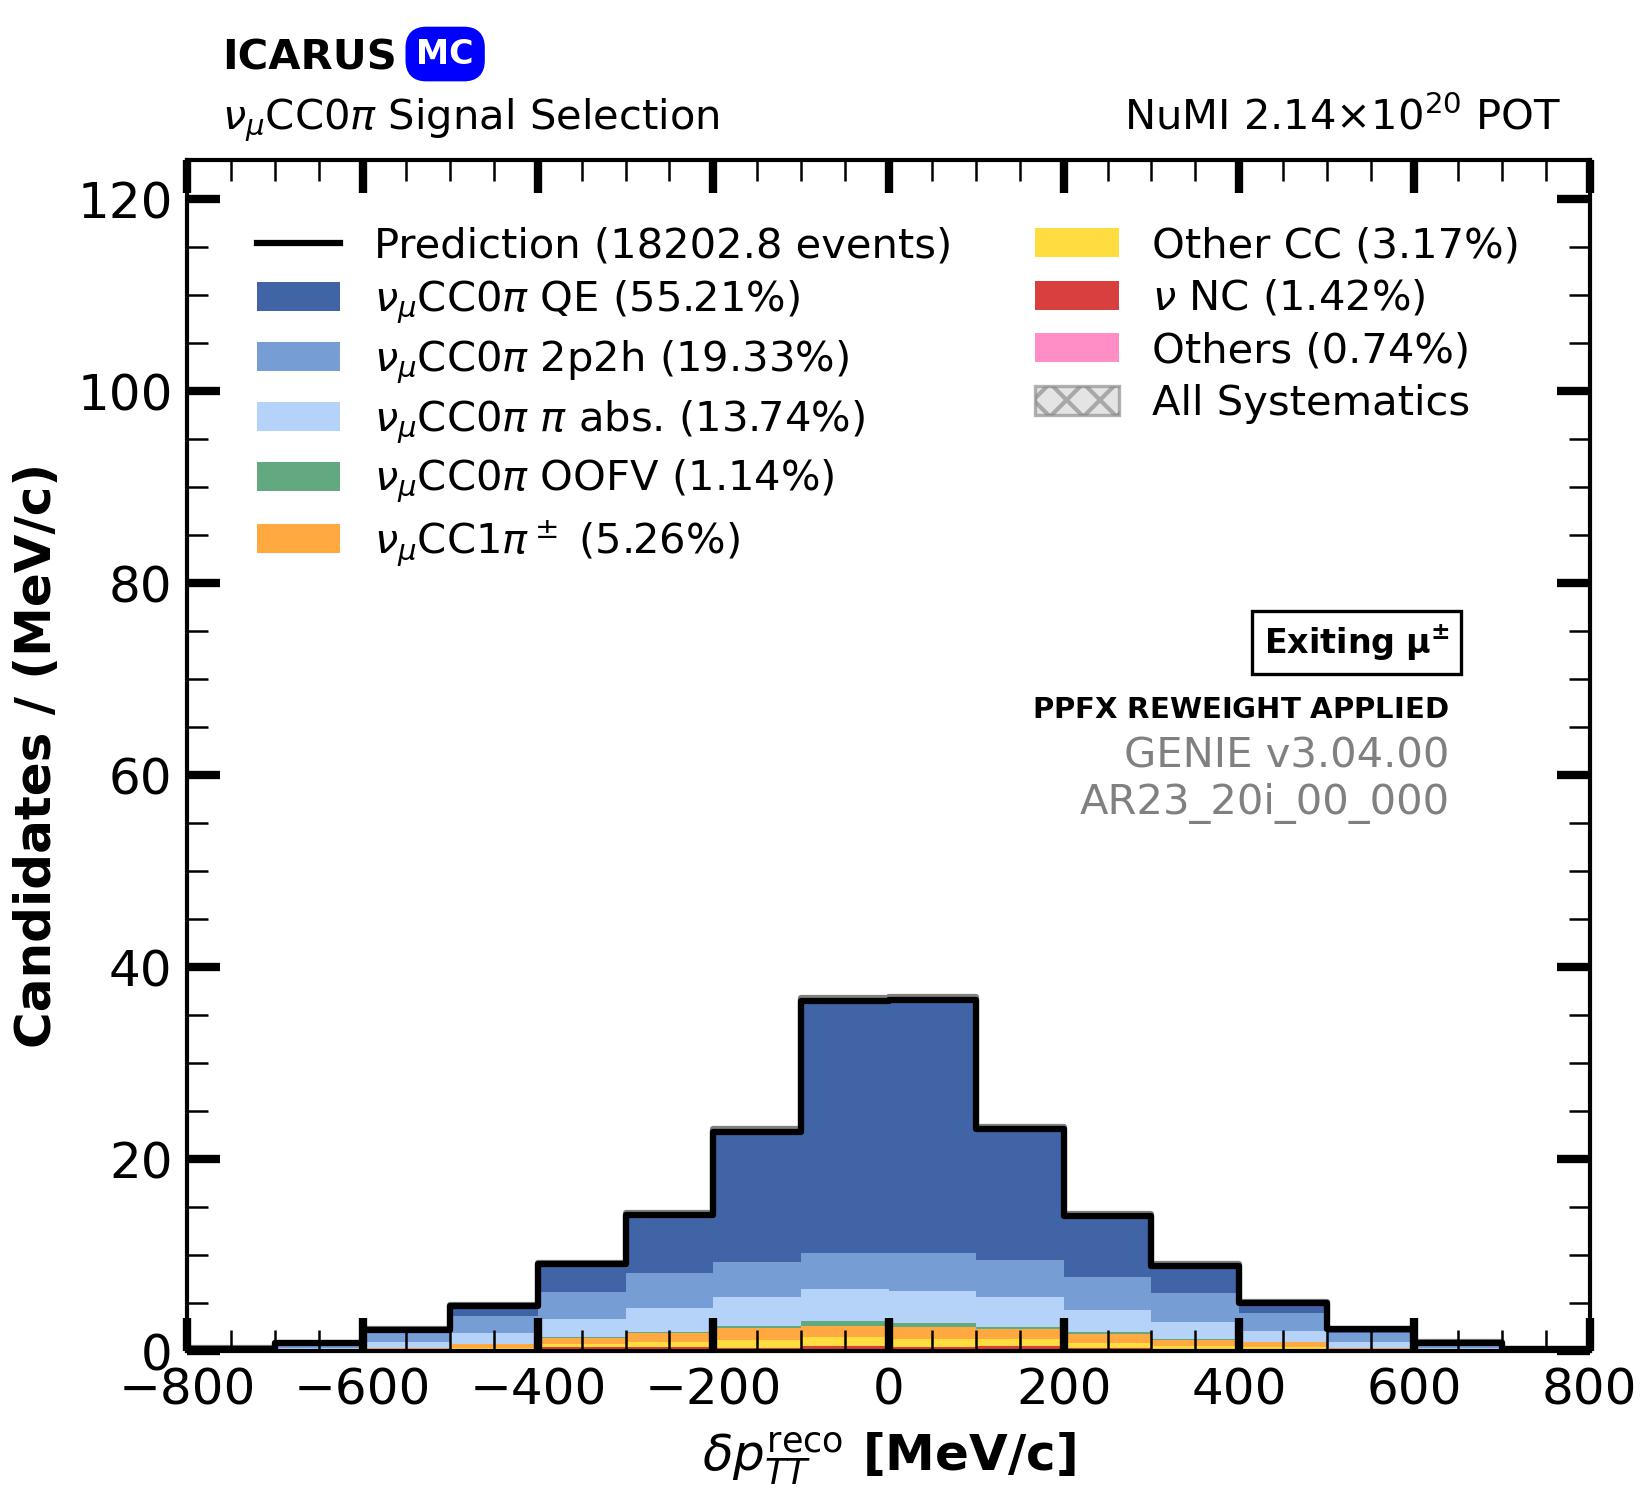 ICARUS MC
νμCC0π Signal Selection
NuMI 2.14×10²⁰ POT
Candidates / (MeV/c)
120
100
80
60
40
20
0
Prediction (18202.8 events)
νμCC0π QE (55.21%)
νμCC0π 2p2h (19.33%)
νμCC0π π abs. (13.74%)
νμCC0π OOFV (1.14%)
νμCC1π± (5.26%)
Other CC (3.17%)
ν NC (1.42%)
Others (0.74%)
All Systematics
Exiting μ±
PPFX REWEIGHT APPLIED
GENIE v3.04.00
AR23_20i_00_000
−800 −600 −400 −200 0 200 400 600 800
δp reco TT [MeV/c]